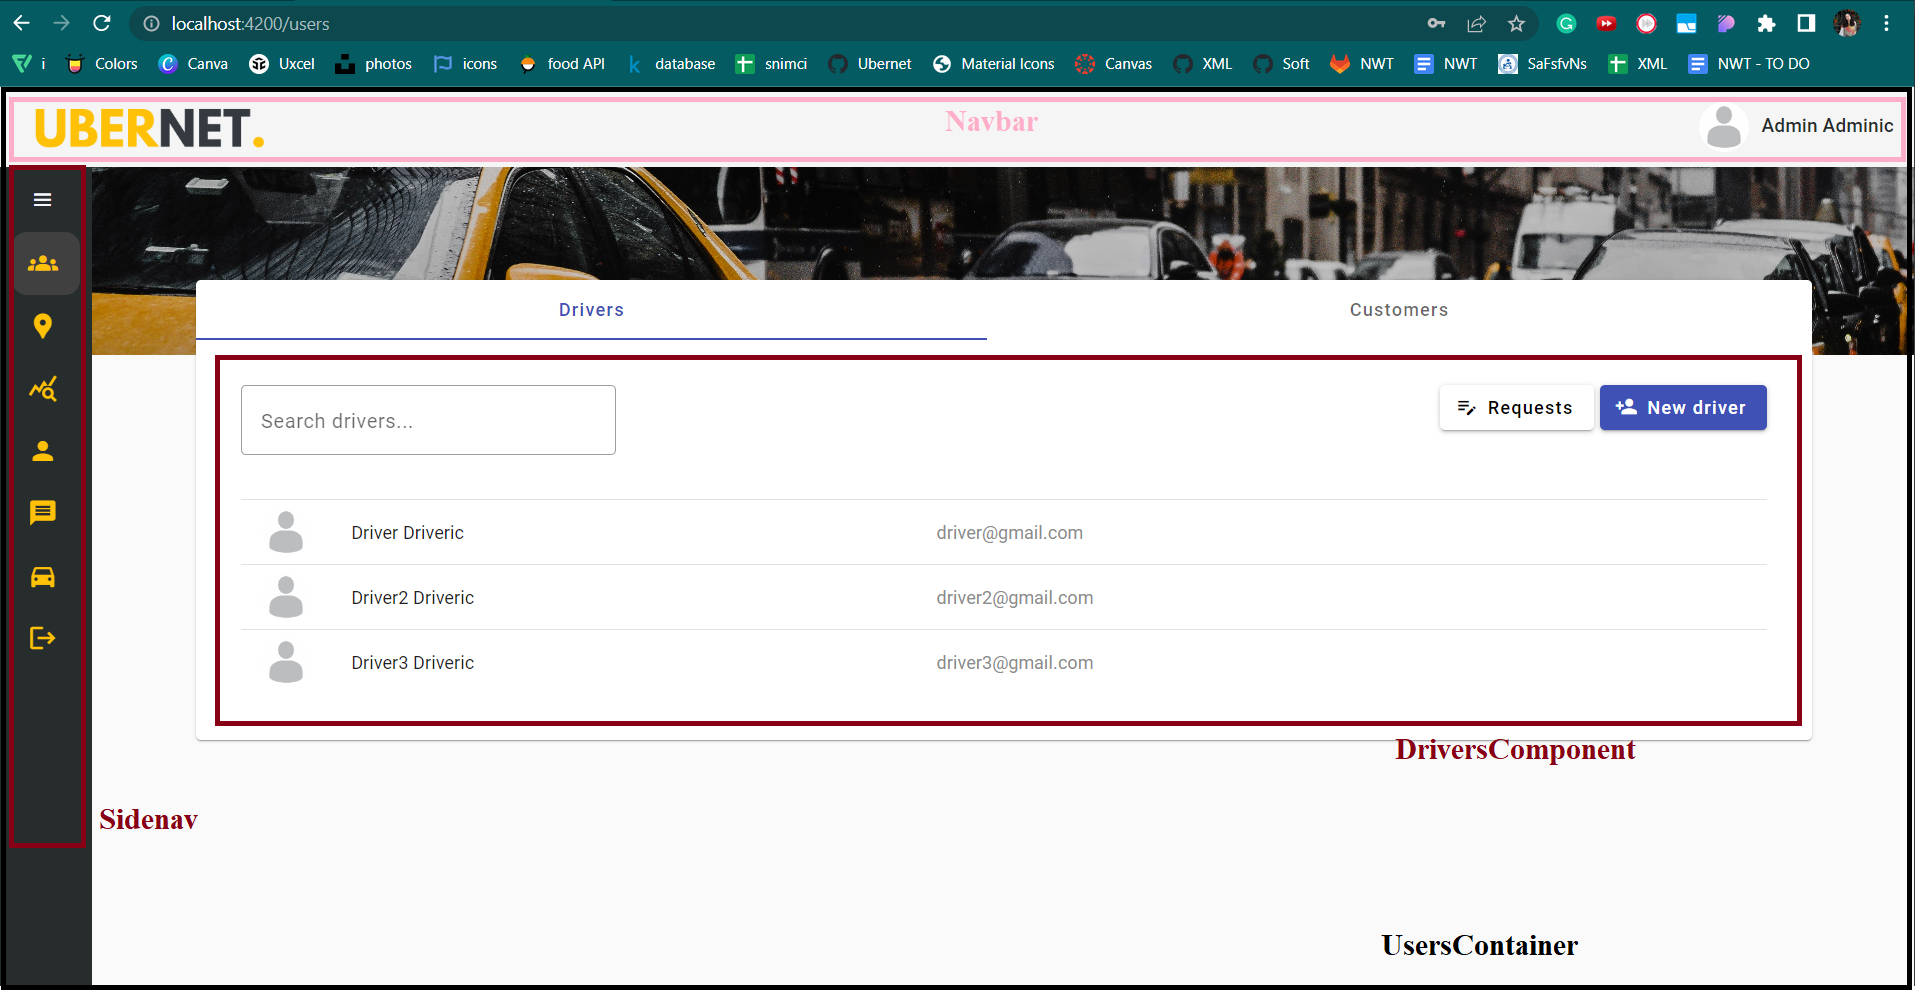 localhost:4200/users
i Colors Canva Uxcel photos icons food API database snimci Ubernet Material Icons Canvas XML Soft NWT NWT SaFsfvNs XML NWT - TO DO
UBERNET. Navbar Admin Adminic
Drivers Customers
Search drivers... Requests New driver
Driver Driveric driver@gmail.com
Driver2 Driveric driver2@gmail.com
Driver3 Driveric driver3@gmail.com
DriversComponent
Sidenav
UsersContainer